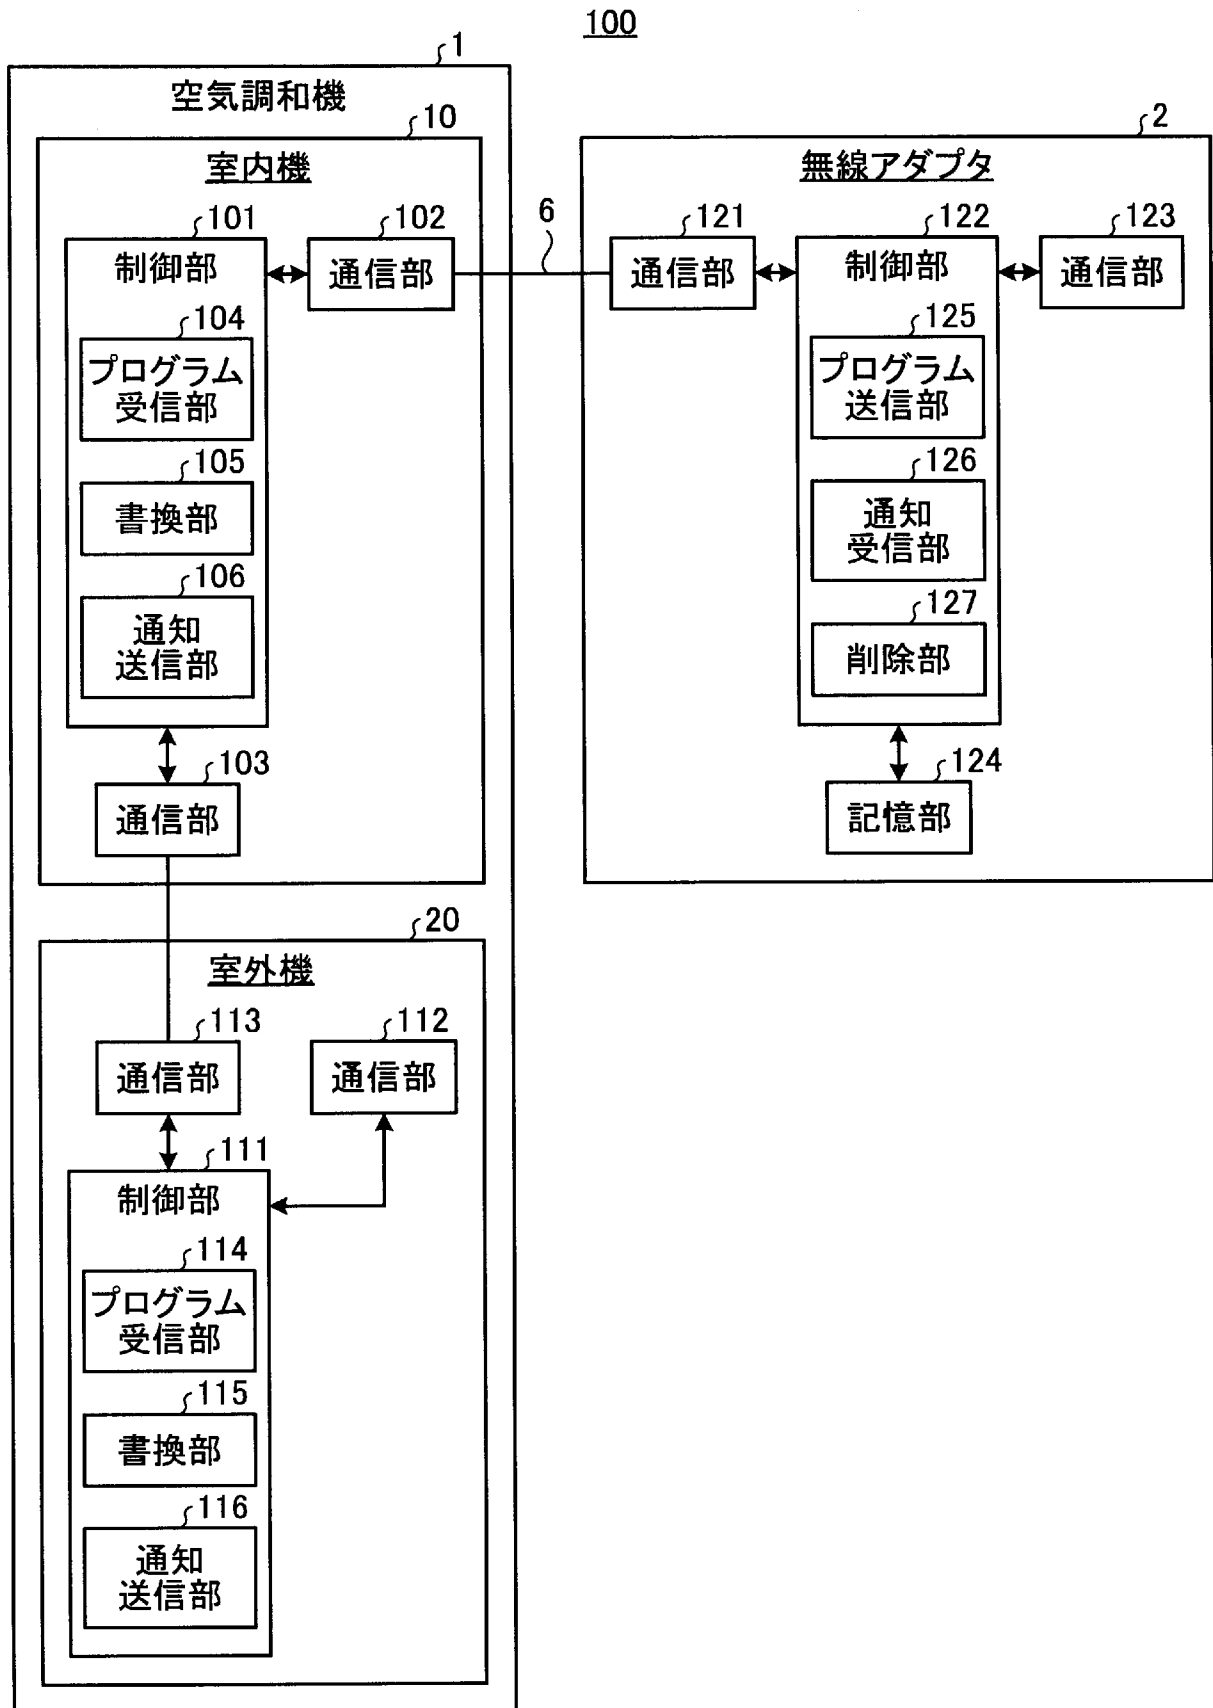 100
1
空気調和機
10
室内機
101
制御部
102
通信部
104
プログラム
受信部
105
書換部
106
通知
送信部
103
通信部
6
2
無線アダプタ
121
通信部
122
制御部
123
通信部
125
プログラム
送信部
126
通知
受信部
127
削除部
124
記憶部
20
室外機
113
通信部
112
通信部
111
制御部
114
プログラム
受信部
115
書換部
116
通知
送信部